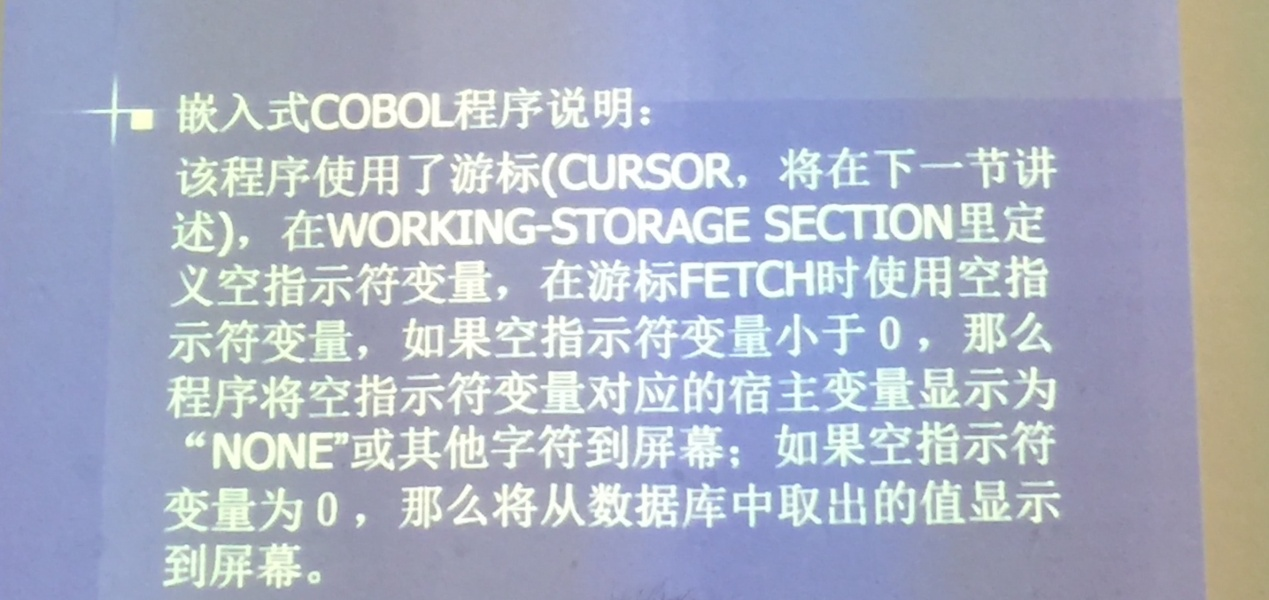 嵌入式COBOL程序说明：
该程序使用了游标(CURSOR，将在下一节讲
述)，在WORKING-STORAGE SECTION里定
义空指示符变量，在游标FETCH时使用空指
示符变量，如果空指示符变量小于０，那么
程序将空指示符变量对应的宿主变量显示为
“NONE”或其他字符到屏幕；如果空指示符
变量为０，那么将从数据库中取出的值显示
到屏幕。